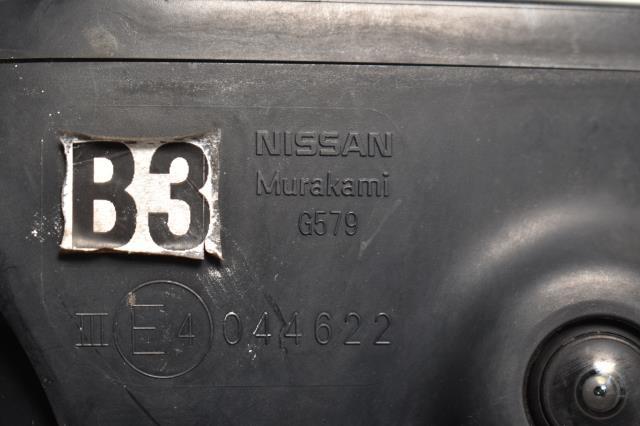 B3
NISSAN
Murakami
G579
III E4 044622